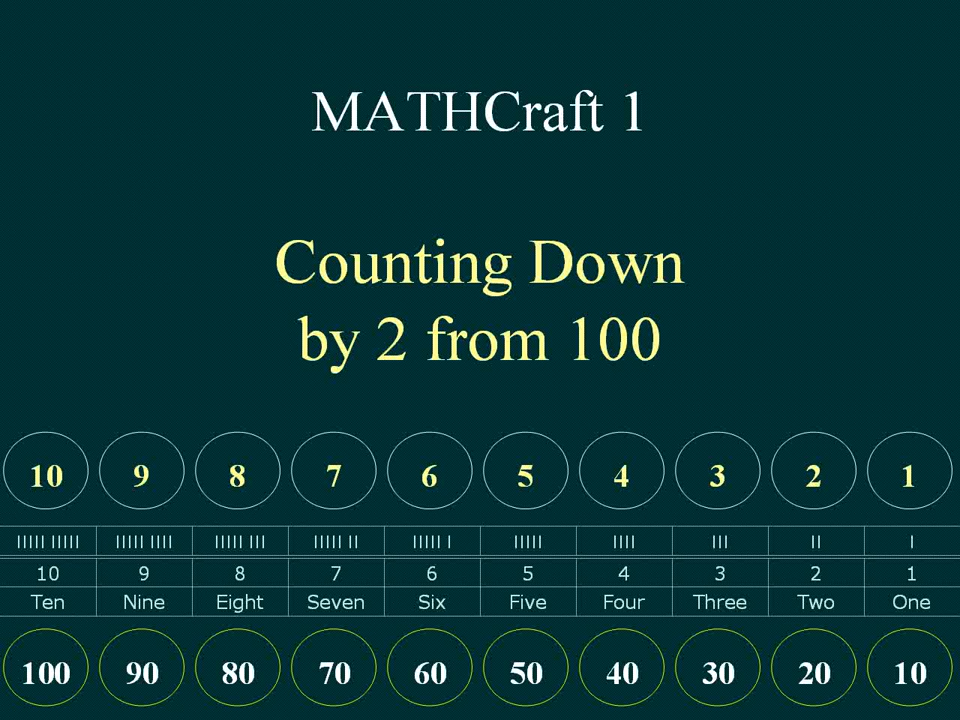 MATHCraft 1
Counting Down
by 2 from 100
10 9 8 7 6 5 4 3 2 1
IIIII IIIII IIIII IIII IIIII III IIIII II IIIII I IIIII IIII III II I
10 9 8 7 6 5 4 3 2 1
Ten Nine Eight Seven Six Five Four Three Two One
100 90 80 70 60 50 40 30 20 10